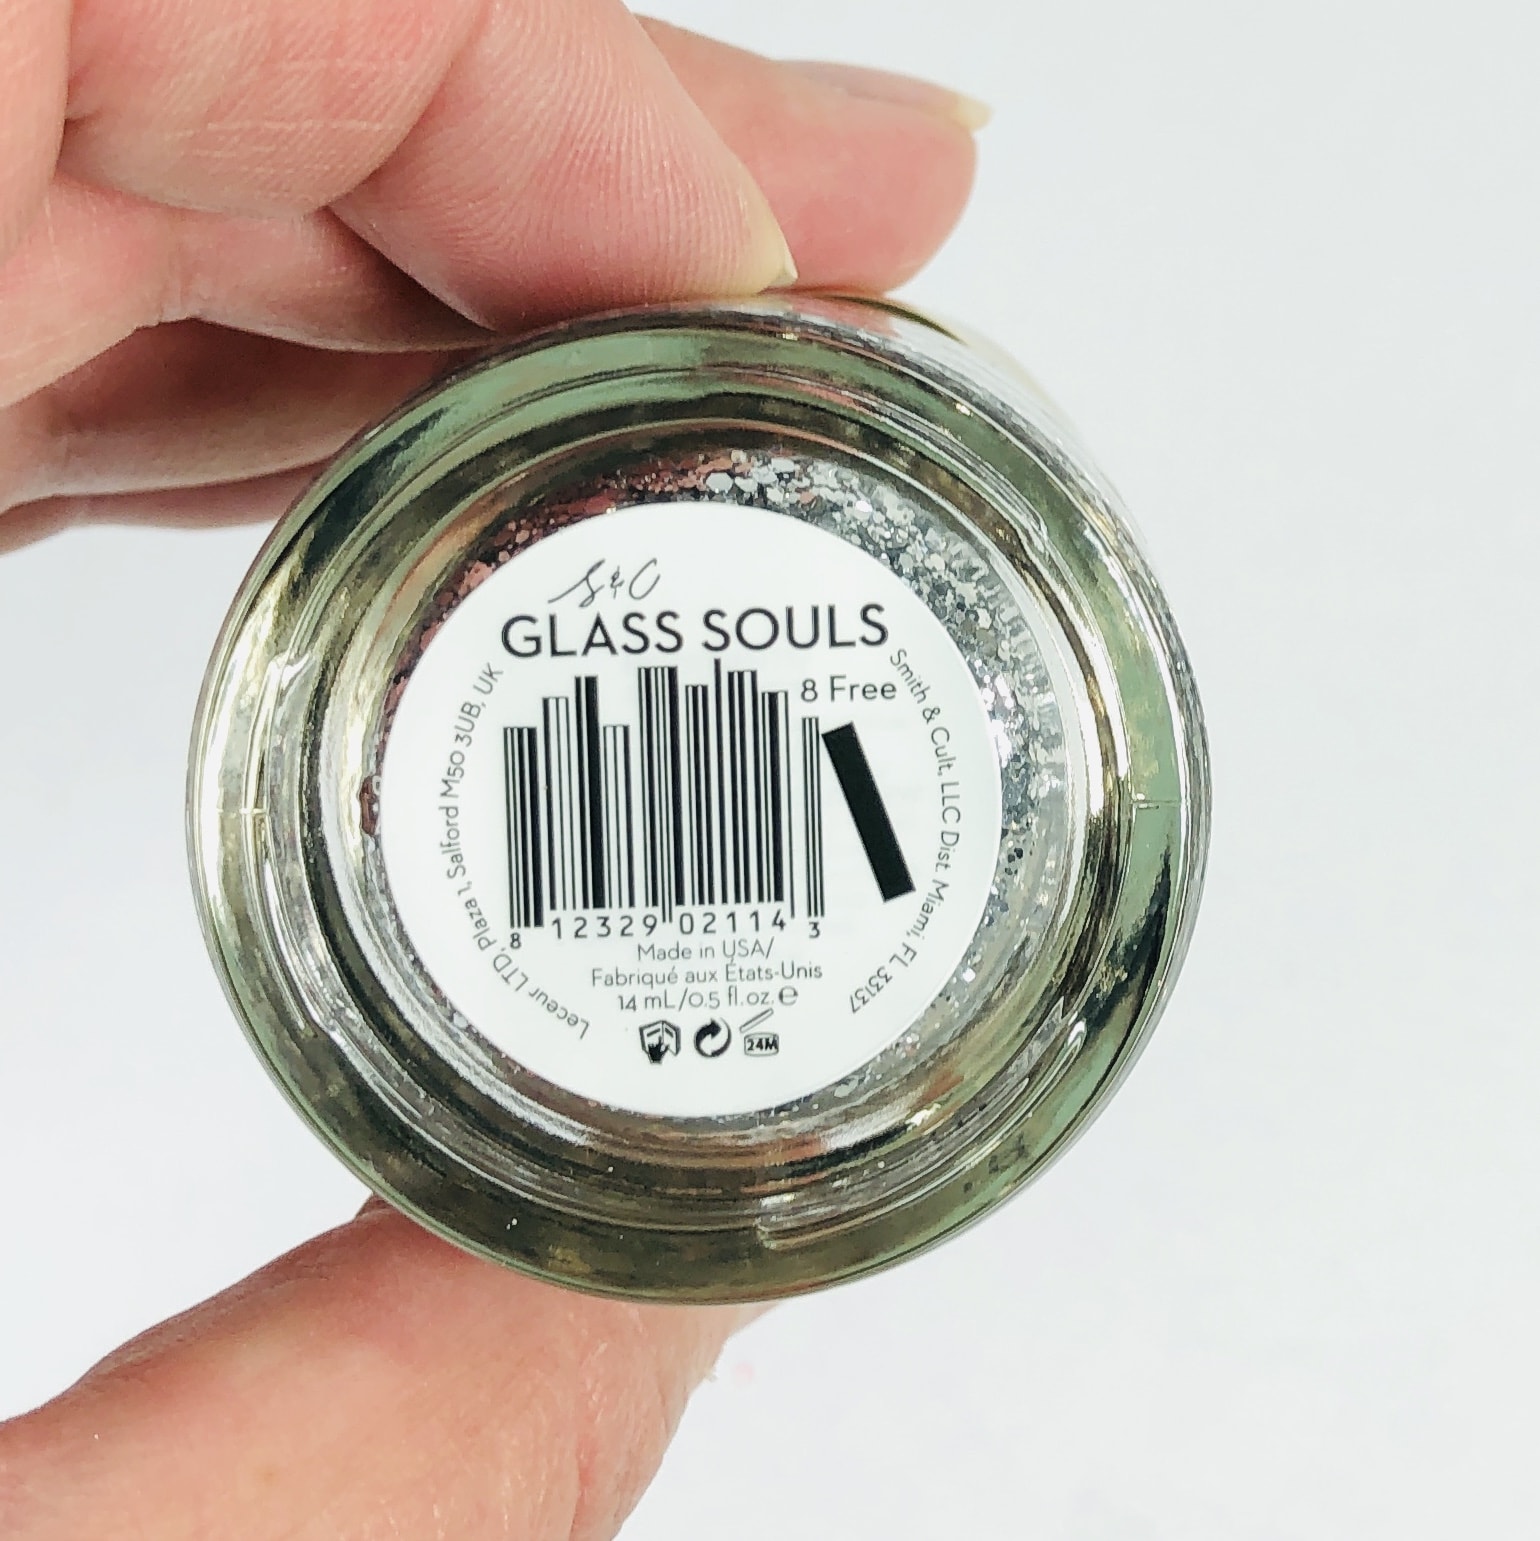 S&C
GLASS SOULS
8 Free
8 12329 02114 3
Made in USA/
Fabriqué aux États-Unis
14 mL/0.5 fl.oz. ℮
24M
Leceur LTD, Plaza 1, Salford M50 3UB, UK
Smith & Cult, LLC Dist. Miami, FL 33137